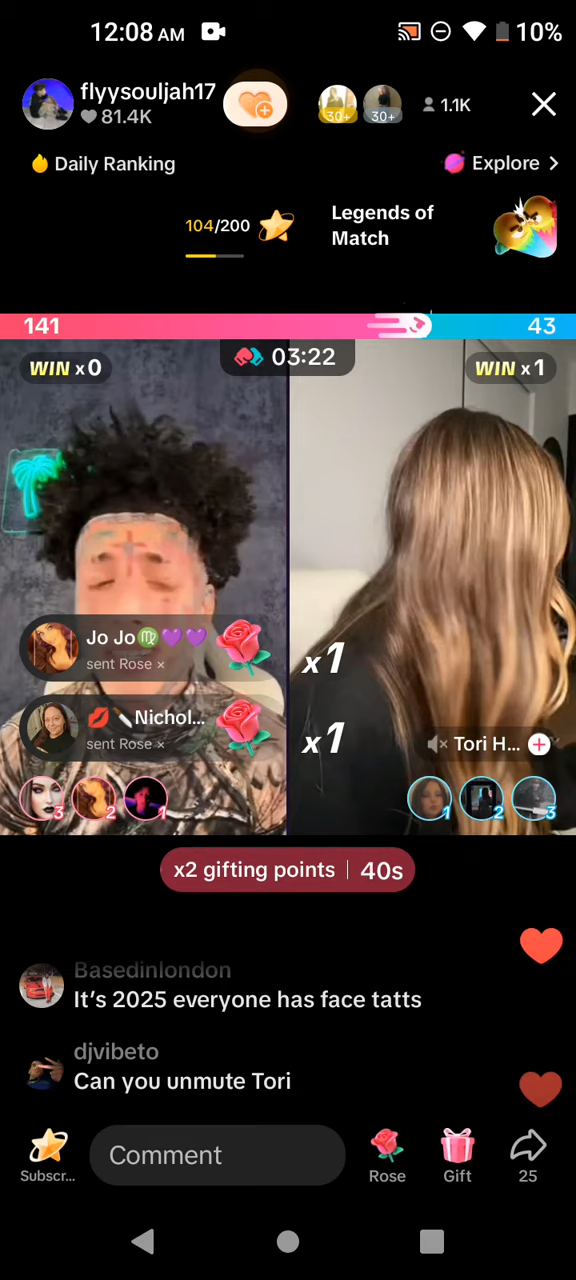 12:08 AM
10%
flyysouljah17
81.4K
30+
30+
1.1K
Daily Ranking
Explore >
104/200
Legends of
Match
141
43
WIN x0
03:22
WIN x1
Jo Jo♍💜💜
sent Rose ×
x1
💋🔪Nichol...
sent Rose ×
x1
Tori H...
3
2
1
1
2
3
x2 gifting points | 40s
Basedinlondon
It's 2025 everyone has face tatts
djvibeto
Can you unmute Tori
Subscr...
Comment
Rose
Gift
25